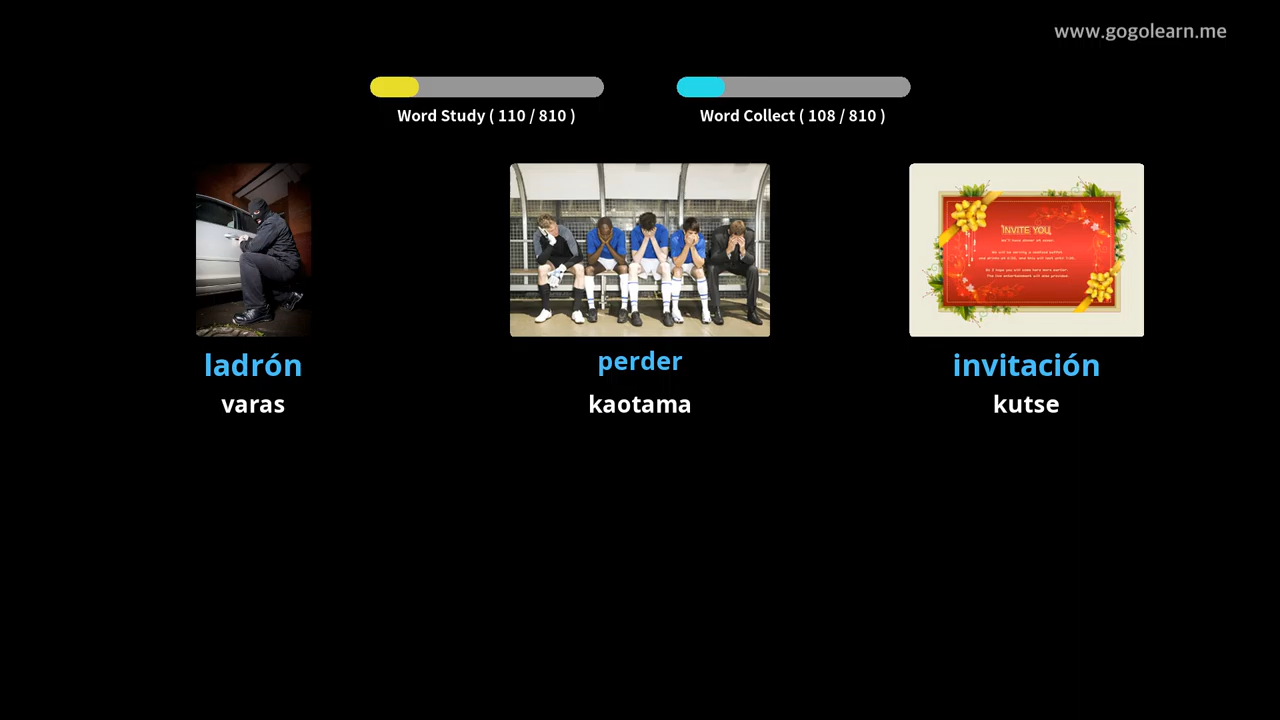 www.gogolearn.me
Word Study ( 110 / 810 )
Word Collect ( 108 / 810 )
INVITE YOU
ladrón
perder
invitación
varas
kaotama
kutse